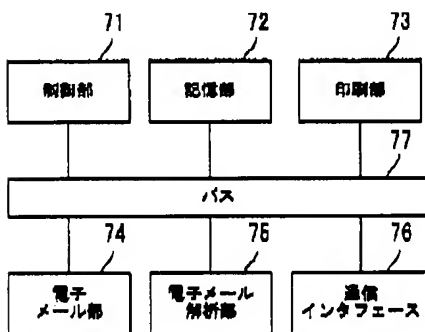 71 72 73
制御部 記憶部 印刷部
77
バス
74 75 76
電子 電子メール 通信
メール部 解析部 インタフェース